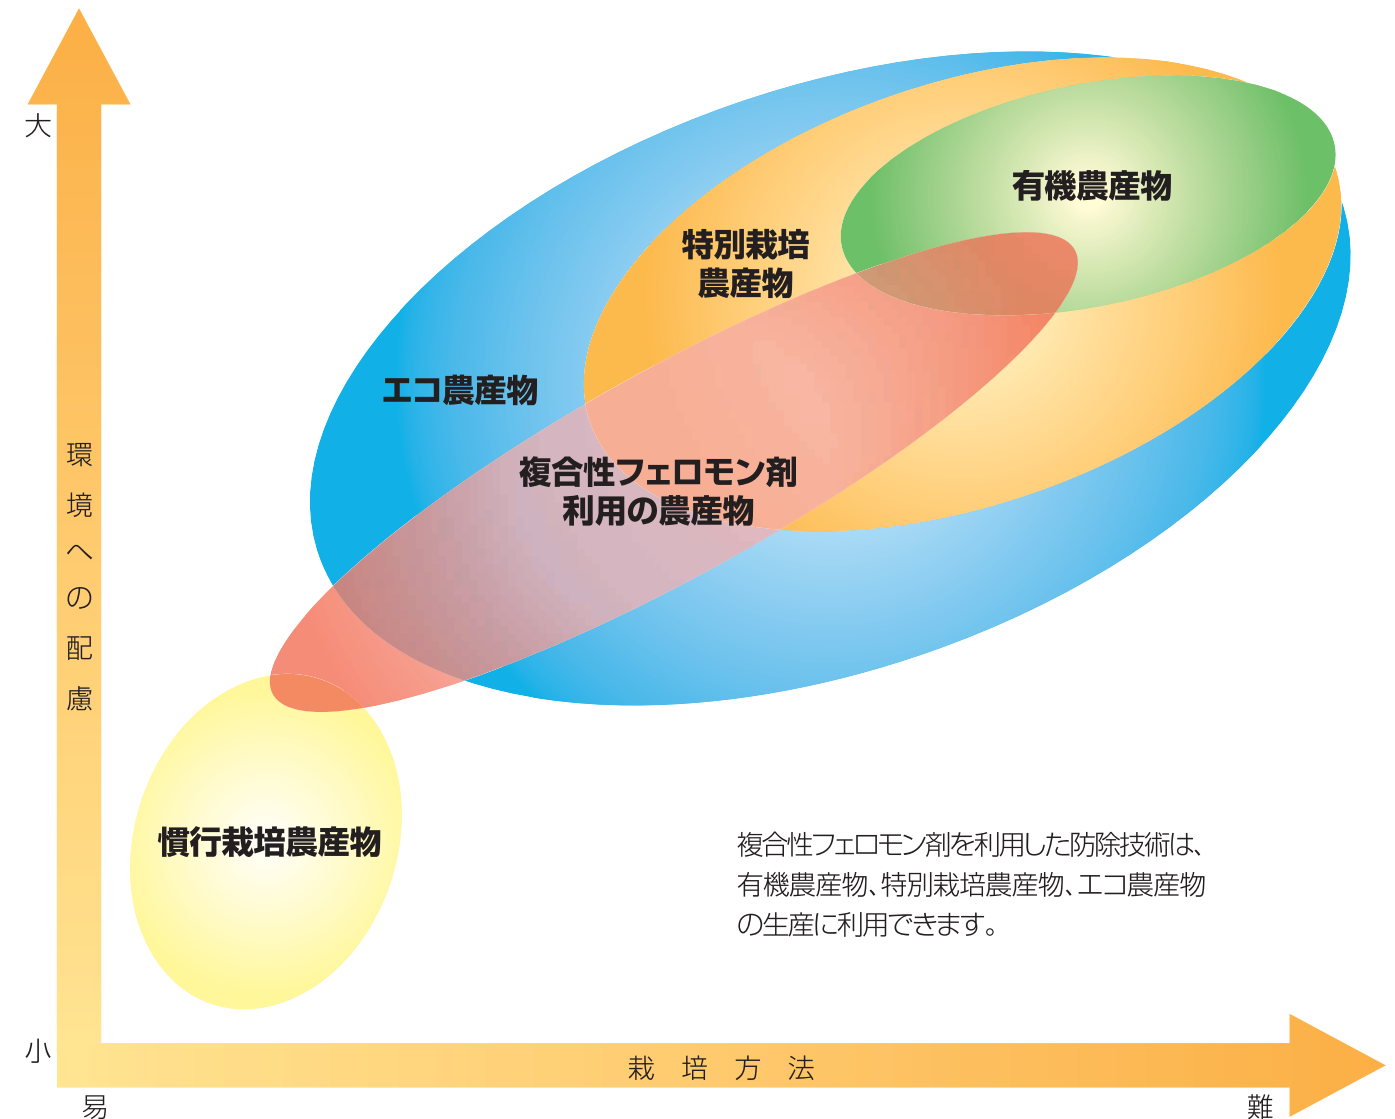 大
有機農産物
特別栽培
農産物
エコ農産物
複合性フェロモン剤
利用の農産物
環境への配慮
慣行栽培農産物
複合性フェロモン剤を利用した防除技術は、
有機農産物、特別栽培農産物、エコ農産物
の生産に利用できます。
小
栽培方法
易
難